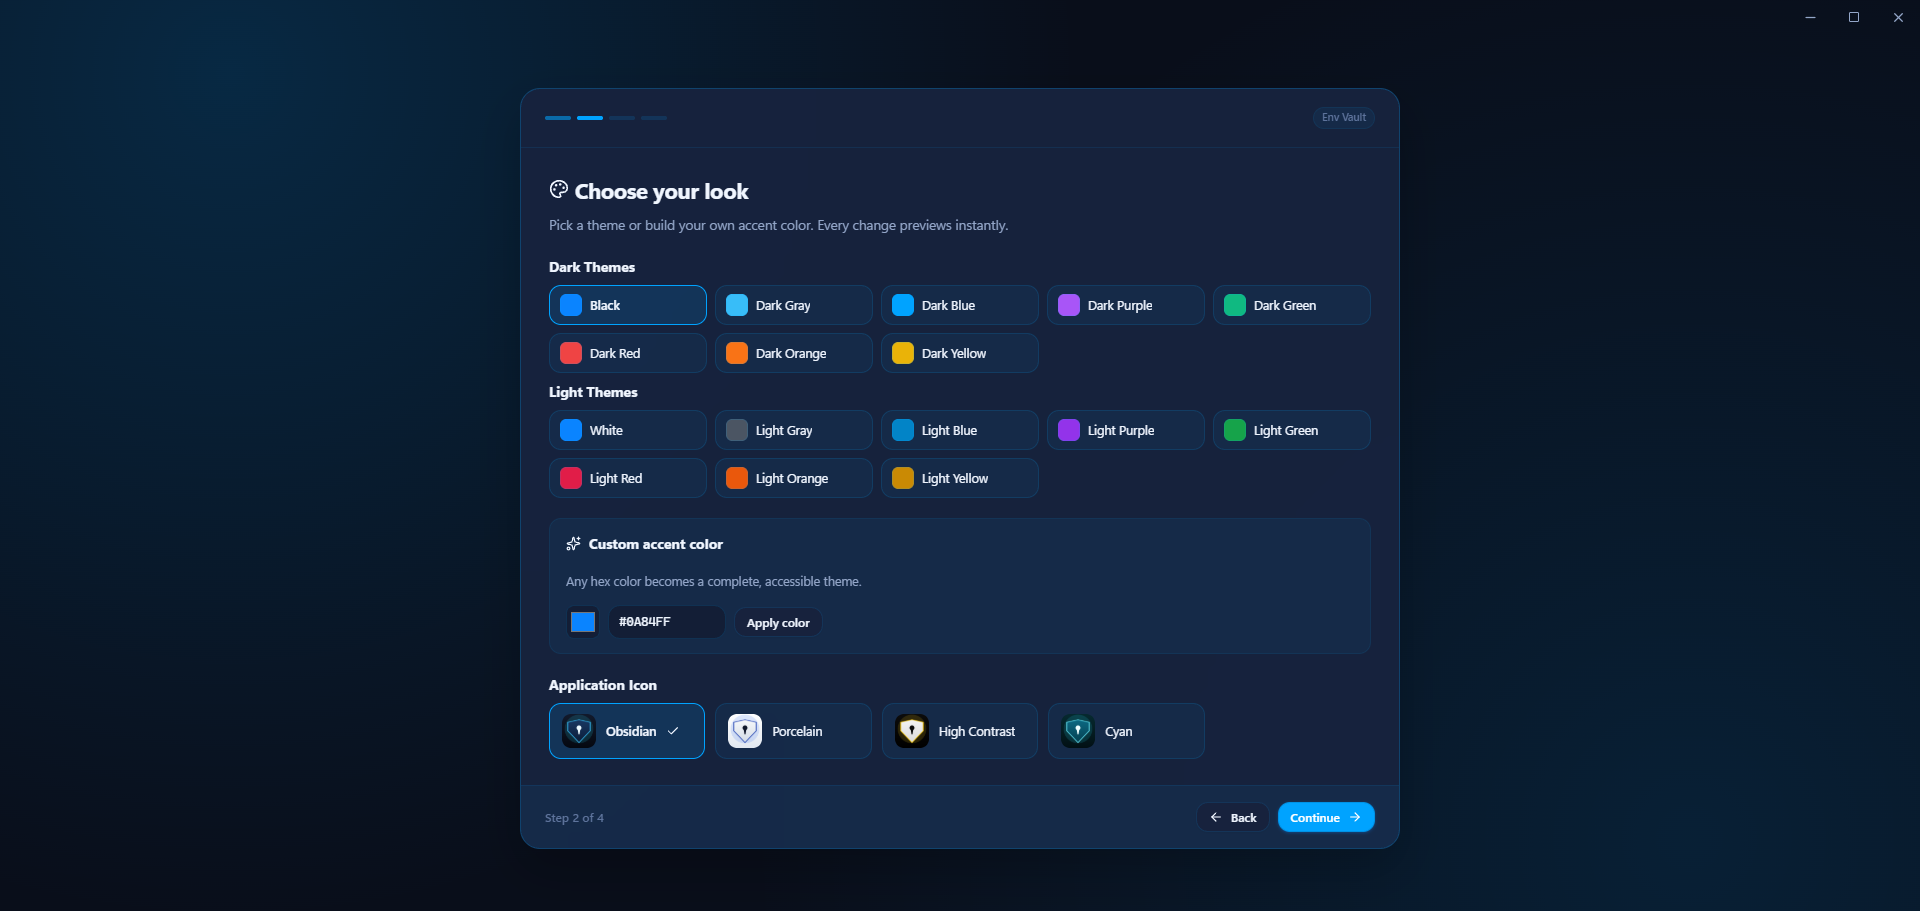 Env Vault
Choose your look
Pick a theme or build your own accent color. Every change previews instantly.
Dark Themes
Black
Dark Gray
Dark Blue
Dark Purple
Dark Green
Dark Red
Dark Orange
Dark Yellow
Light Themes
White
Light Gray
Light Blue
Light Purple
Light Green
Light Red
Light Orange
Light Yellow
Custom accent color
Any hex color becomes a complete, accessible theme.
#0A84FF
Apply color
Application Icon
Obsidian
Porcelain
High Contrast
Cyan
Step 2 of 4
Back
Continue